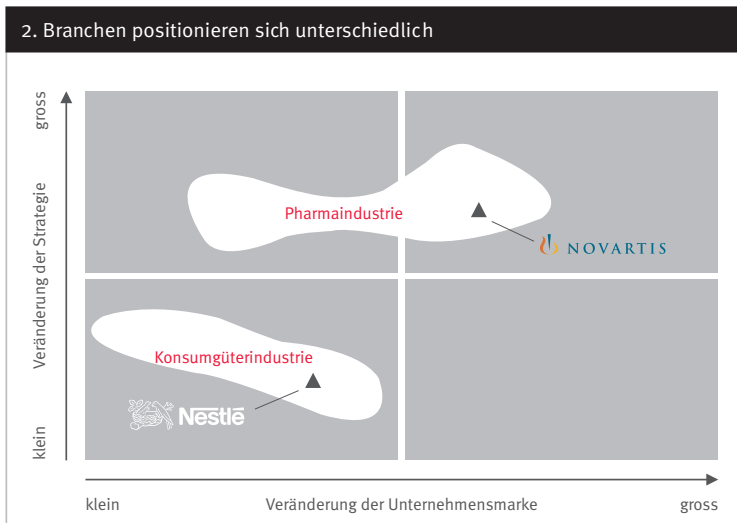 2. Branchen positionieren sich unterschiedlich
gross
Veränderung der Strategie
klein
Pharmaindustrie
NOVARTIS
Konsumgüterindustrie
Nestlé
klein
Veränderung der Unternehmensmarke
gross